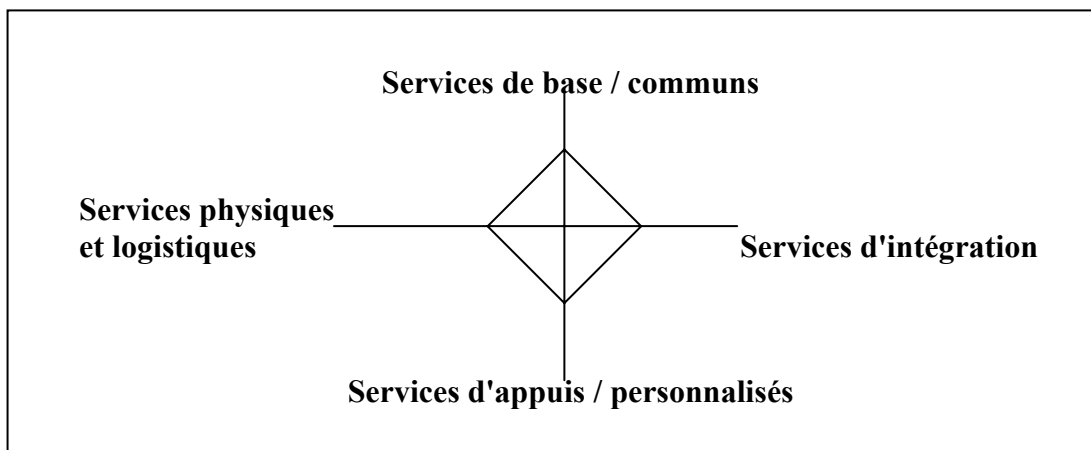 Services de base / communs
Services physiques
et logistiques
Services d'intégration
Services d'appuis / personnalisés